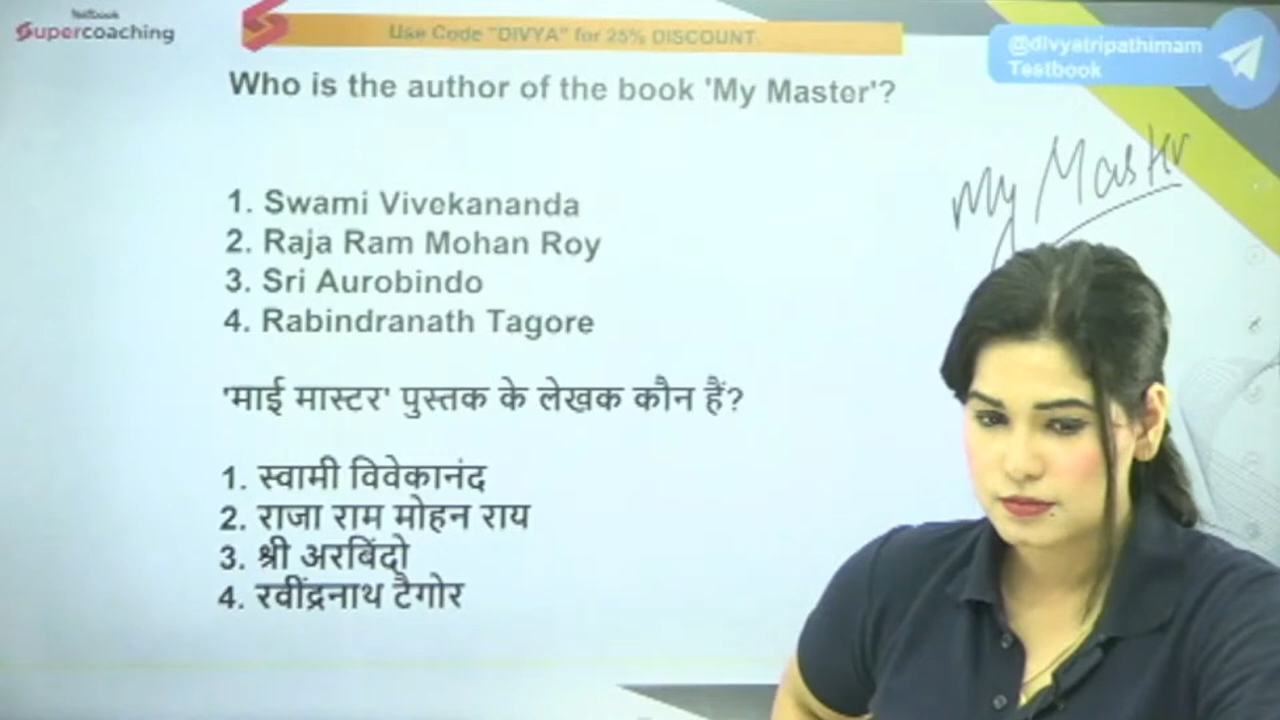 testbook
Supercoaching
Use Code "DIVYA" for 25% DISCOUNT.
@divyatripathimam
Testbook
Who is the author of the book 'My Master'?
My Master
1. Swami Vivekananda
2. Raja Ram Mohan Roy
3. Sri Aurobindo
4. Rabindranath Tagore
'माई मास्टर' पुस्तक के लेखक कौन हैं?
1. स्वामी विवेकानंद
2. राजा राम मोहन राय
3. श्री अरबिंदो
4. रवींद्रनाथ टैगोर